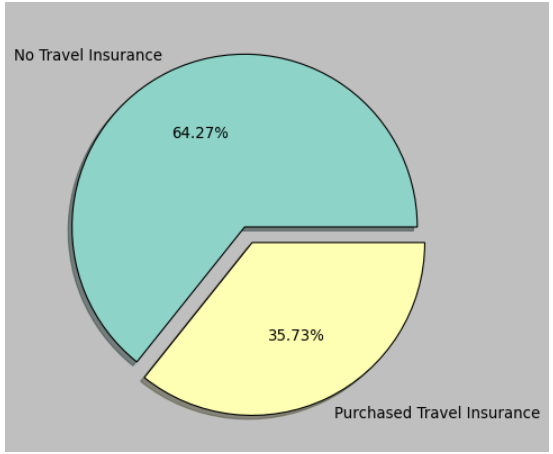 No Travel Insurance
64.27%
35.73%
Purchased Travel Insurance